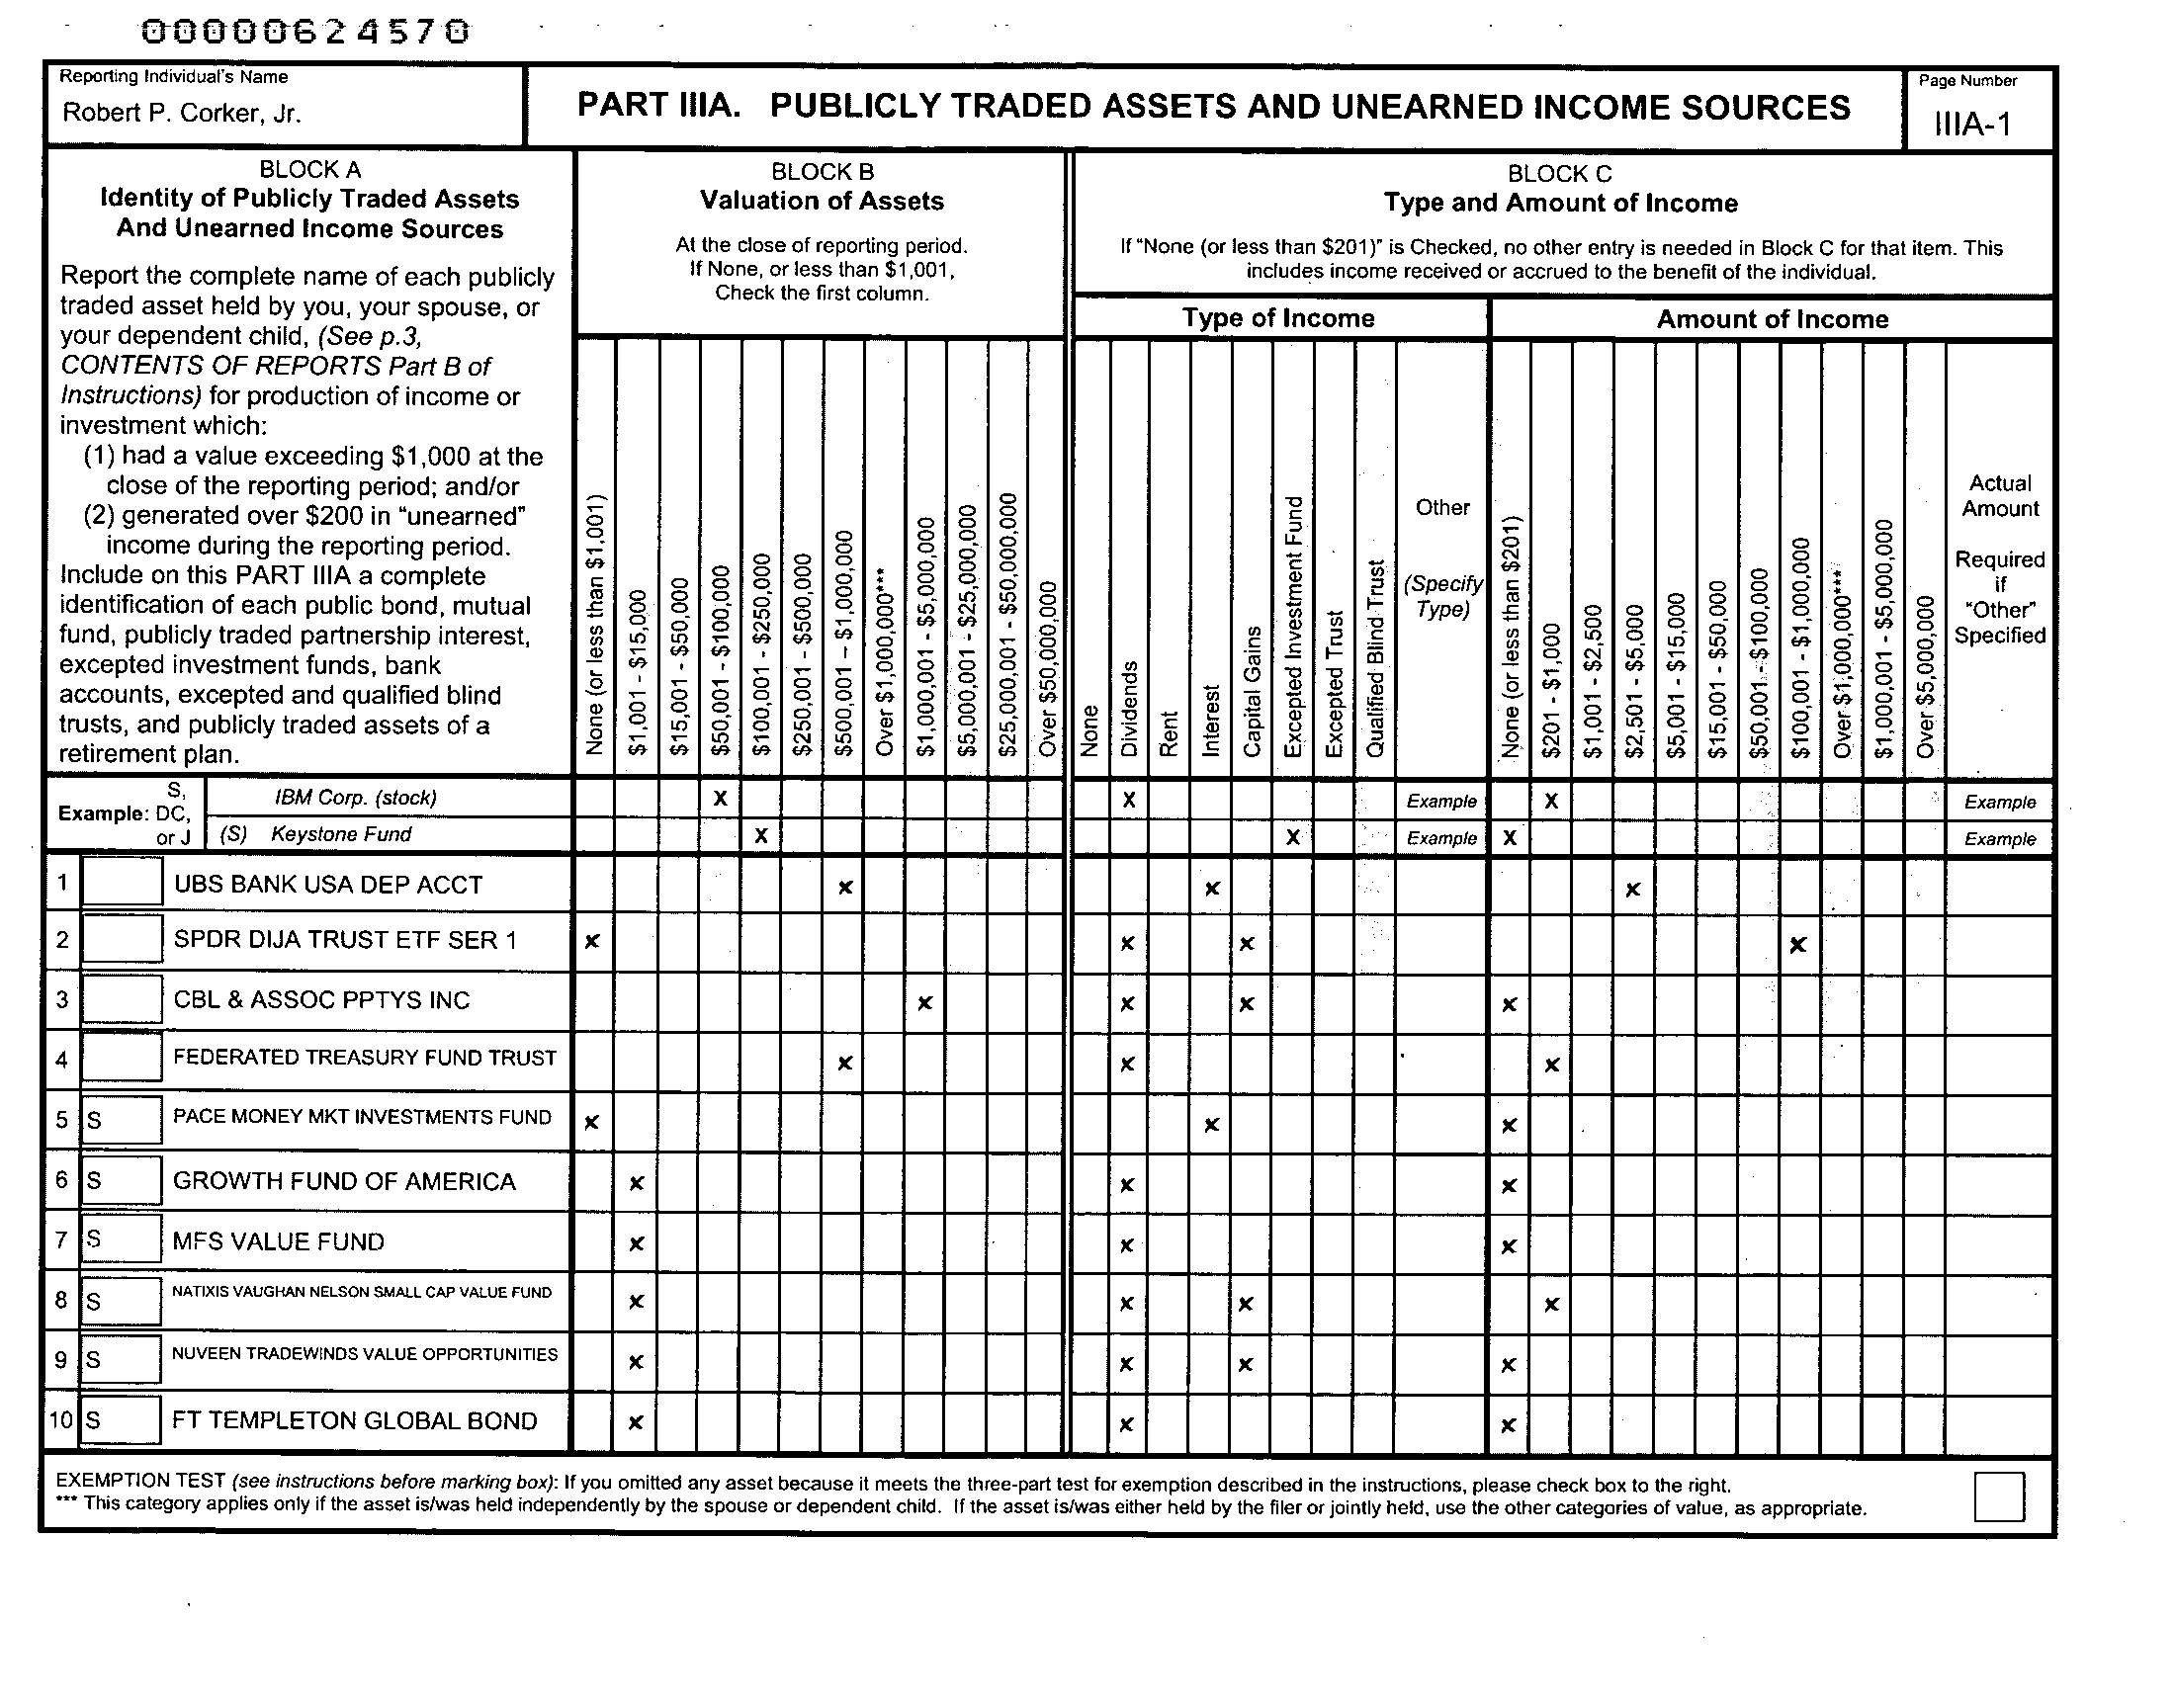 00000624570
Reporting Individual's Name
Robert P. Corker, Jr.
PART IIIA. PUBLICLY TRADED ASSETS AND UNEARNED INCOME SOURCES
Page Number
IIIA-1
BLOCK A
Identity of Publicly Traded Assets
And Unearned Income Sources
Report the complete name of each publicly
traded asset held by you, your spouse, or
your dependent child, (See p.3,
CONTENTS OF REPORTS Part B of
Instructions) for production of income or
investment which:
(1) had a value exceeding $1,000 at the
close of the reporting period; and/or
(2) generated over $200 in "unearned"
income during the reporting period.
Include on this PART IIIA a complete
identification of each public bond, mutual
fund, publicly traded partnership interest,
excepted investment funds, bank
accounts, excepted and qualified blind
trusts, and publicly traded assets of a
retirement plan.
BLOCK B
Valuation of Assets
At the close of reporting period.
If None, or less than $1,001,
Check the first column.
None (or less than $1,001)
$1,001 - $15,000
$15,001 - $50,000
$50,001 - $100,000
$100,001 - $250,000
$250,001 - $500,000
$500,001 – $1,000,000
Over $1,000,000***
$1,000,001 - $5,000,000
$5,000,001 - $25,000,000
$25,000,001 - $50,000,000
Over $50,000,000
BLOCK C
Type and Amount of Income
If "None (or less than $201)" is Checked, no other entry is needed in Block C for that item. This
includes income received or accrued to the benefit of the individual.
Type of Income
None
Dividends
Rent
Interest
Capital Gains
Excepted Investment Fund
Excepted Trust
Qualified Blind Trust
Other
(Specify
Type)
Amount of Income
None (or less than $201)
$201 - $1,000
$1,001 - $2,500
$2,501 - $5,000
$5,001 - $15,000
$15,001 - $50,000
$50,001 - $100,000
$100,001 - $1,000,000
Over $1,000,000***
$1,000,001 - $5,000,000
Over $5,000,000
Actual
Amount
Required
if
"Other"
Specified
Example: S, DC, or J
IBM Corp. (stock) X X Example X Example
(S) Keystone Fund X X Example X Example
1 UBS BANK USA DEP ACCT X X X
2 SPDR DIJA TRUST ETF SER 1 X X X X
3 CBL & ASSOC PPTYS INC X X X X
4 FEDERATED TREASURY FUND TRUST X X X
5 S PACE MONEY MKT INVESTMENTS FUND X X X
6 S GROWTH FUND OF AMERICA X X X
7 S MFS VALUE FUND X X X
8 S NATIXIS VAUGHAN NELSON SMALL CAP VALUE FUND X X X X
9 S NUVEEN TRADEWINDS VALUE OPPORTUNITIES X X X X
10 S FT TEMPLETON GLOBAL BOND X X X
EXEMPTION TEST (see instructions before marking box): If you omitted any asset because it meets the three-part test for exemption described in the instructions, please check box to the right.
*** This category applies only if the asset is/was held independently by the spouse or dependent child. If the asset is/was either held by the filer or jointly held, use the other categories of value, as appropriate.